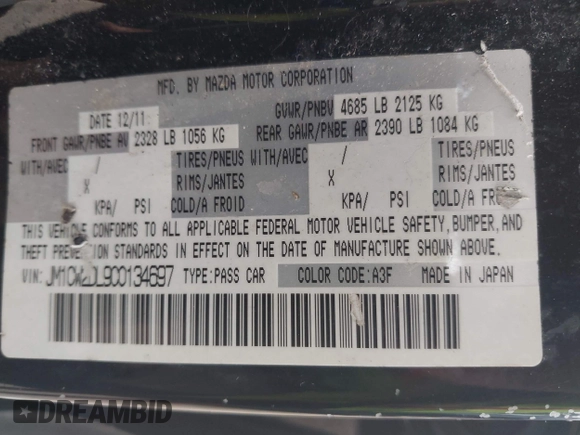 MFD. BY MAZDA MOTOR CORPORATION
DATE 12/11 GVWR/PNBV 4685 LB 2125 KG
FRONT GAWR/PNBE AV 2328 LB 1056 KG REAR GAWR/PNBE AR 2390 LB 1084 KG
WITH/AVEC / TIRES/PNEUS WITH/AVEC / TIRES/PNEUS
X RIMS/JANTES X RIMS/JANTES
KPA/ PSI COLD/A FROID KPA/ PSI COLD/A FROID
THIS VEHICLE CONFORMS TO ALL APPLICABLE FEDERAL MOTOR VEHICLE SAFETY, BUMPER, AND
THEFT PREVENTION STANDARDS IN EFFECT ON THE DATE OF MANUFACTURE SHOWN ABOVE.
VIN: TYPE:PASS CAR COLOR CODE:A3F MADE IN JAPAN
DREAMBID